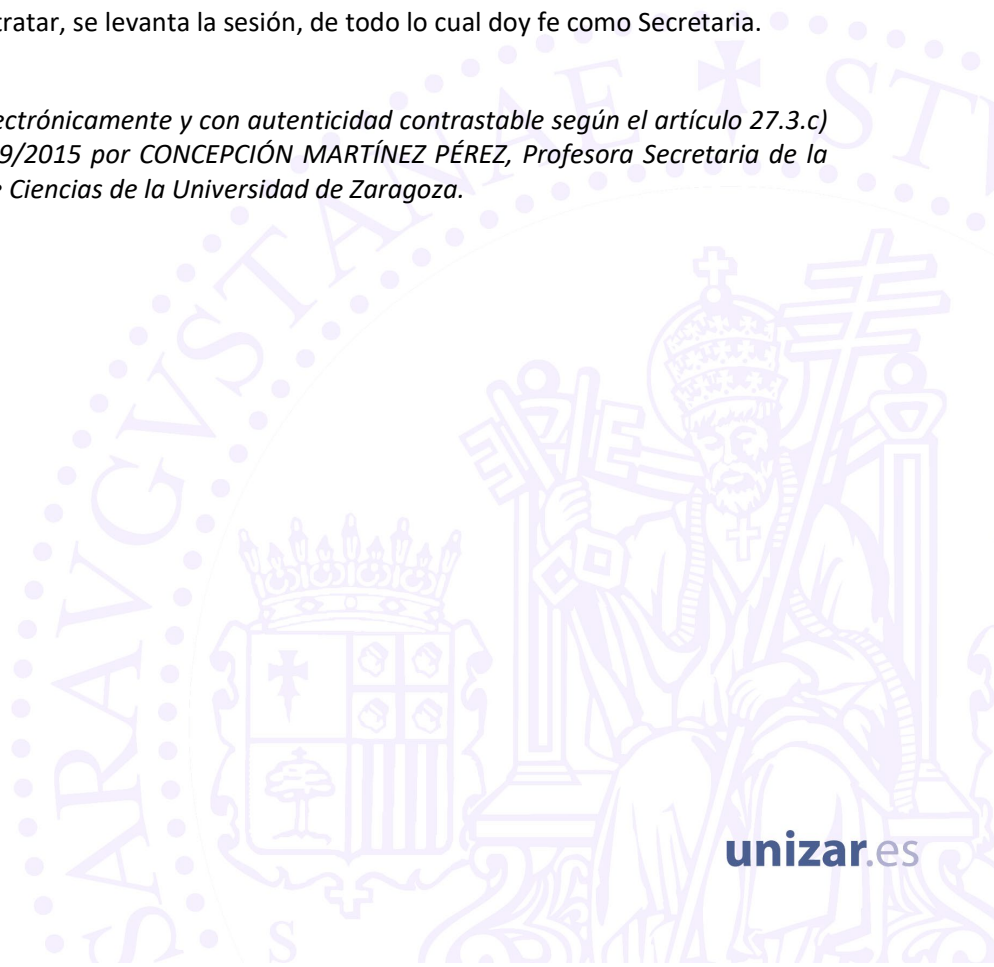 tratar, se levanta la sesión, de todo lo cual doy fe como Secretaria.
ectrónicamente y con autenticidad contrastable según el artículo 27.3.c)
9/2015 por CONCEPCIÓN MARTÍNEZ PÉREZ, Profesora Secretaria de la
e Ciencias de la Universidad de Zaragoza.
SARAVGVSTANAE STV
S
unizar.es